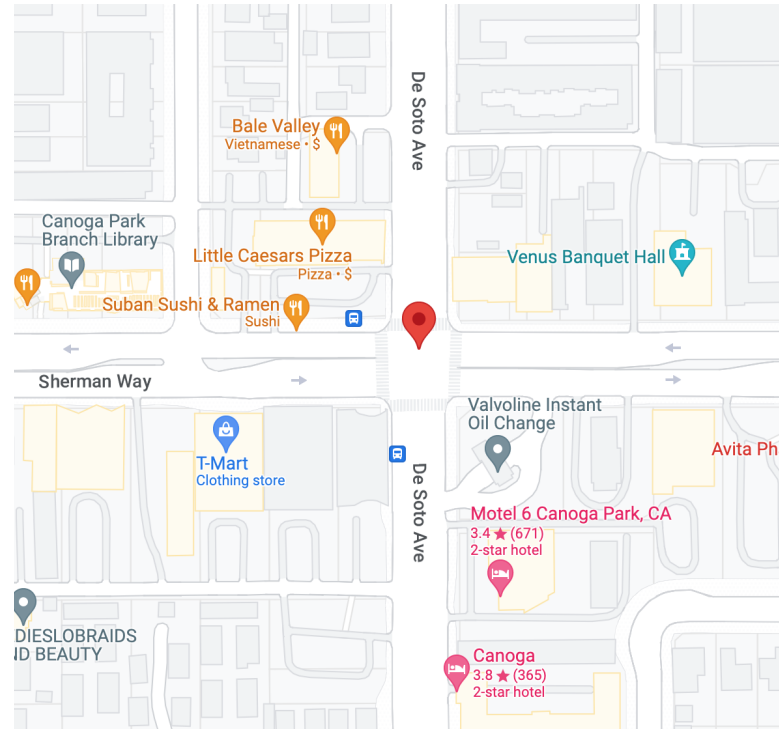 De Soto Ave
Bale Valley
Vietnamese • $
Canoga Park
Branch Library
Little Caesars Pizza
Pizza • $
Venus Banquet Hall
Suban Sushi & Ramen
Sushi
Sherman Way
Valvoline Instant
Oil Change
T-Mart
Clothing store
Avita Ph
De Soto Ave
Motel 6 Canoga Park, CA
3.4 ★ (671)
2-star hotel
DIESLOBRAIDS
ND BEAUTY
Canoga
3.8 ★ (365)
2-star hotel